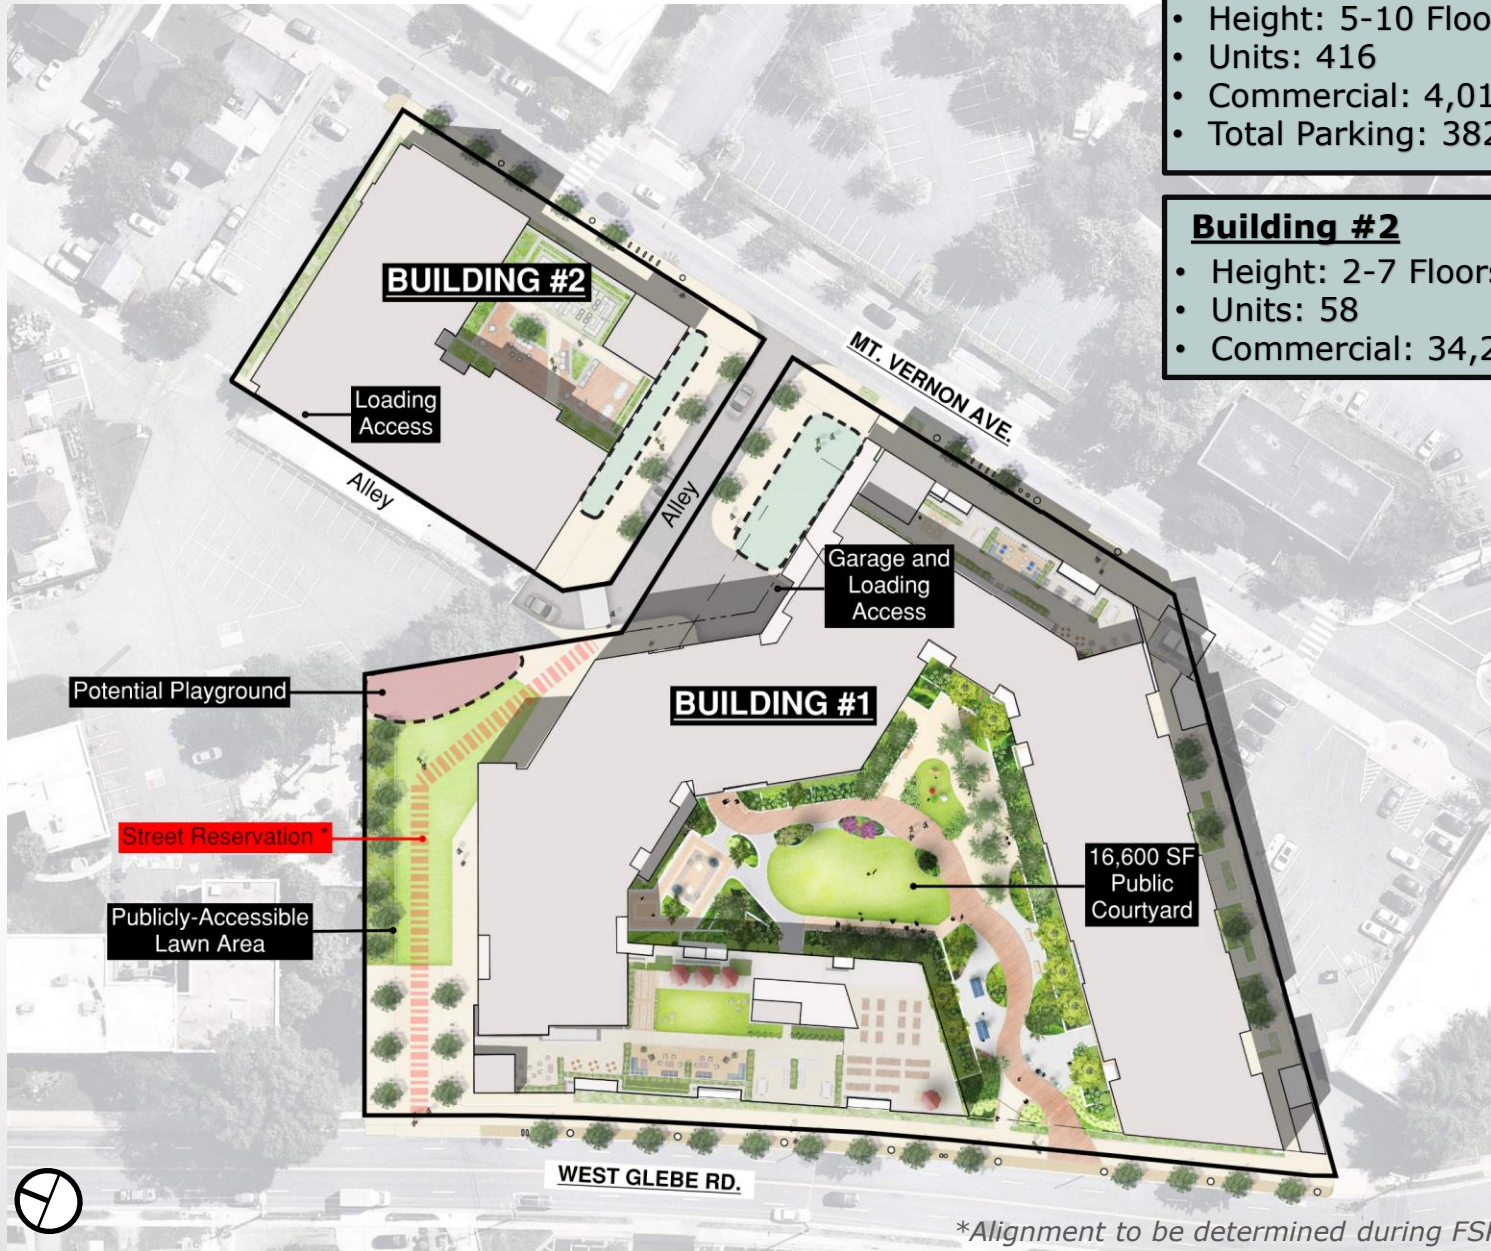 • Height: 5-10 Floo
• Units: 416
• Commercial: 4,01
• Total Parking: 382
Building #2
• Height: 2-7 Floors
• Units: 58
• Commercial: 34,2
BUILDING #2
MT. VERNON AVE.
Loading
Access
Alley
Alley
Garage and
Loading
Access
Potential Playground
BUILDING #1
Street Reservation *
16,600 SF
Public
Courtyard
Publicly-Accessible
Lawn Area
WEST GLEBE RD.
*Alignment to be determined during FS